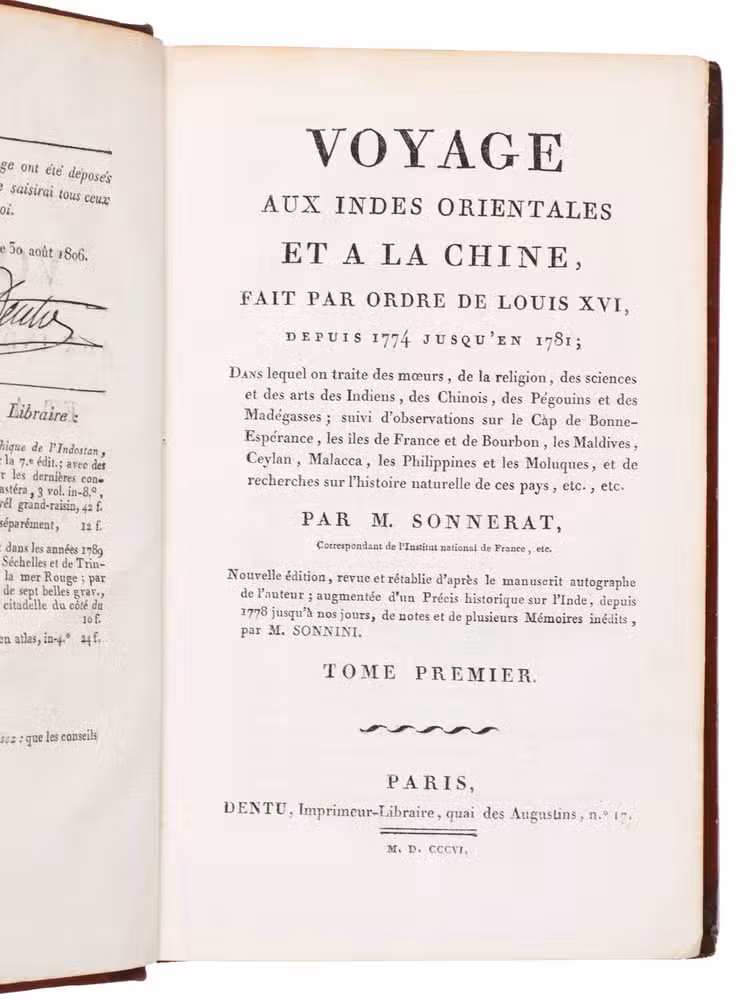 ge ont été déposés
saisirai tous ceux
oi.
e 30 août 1806.
Dentu
Libraire :
hique de l'Indostan,
la 7.e édit.; avec des
r les dernières con-
astéra, 3 vol. in-8.°,
vél grand-raisin, 42 f.
séparément, 12 f.
dans les années 1789
Séchelles et de Trin-
la mer Rouge; par
de sept belles grav.,
citadelle du côté du
10 f.
en atlas, in-4.° 24 f.
sez : que les conseils
VOYAGE
AUX INDES ORIENTALES
ET A LA CHINE,
FAIT PAR ORDRE DE LOUIS XVI,
DEPUIS 1774 JUSQU'EN 1781;
DANS lequel on traite des mœurs, de la religion, des sciences
et des arts des Indiens, des Chinois, des Pégouins et des
Madégasses; suivi d'observations sur le Càp de Bonne-
Espérance, les iles de France et de Bourbon, les Maldives,
Ceylan, Malacca, les Philippines et les Moluques, et de
recherches sur l'histoire naturelle de ces pays, etc., etc.
PAR M. SONNERAT,
Correspondant de l'Institut national de France, etc.
Nouvelle édition, revue et rétablie d'après le manuscrit autographe
de l'auteur; augmentée d'un Précis historique sur l'Inde, depuis
1778 jusqu'à nos jours, de notes et de plusieurs Mémoires inédits,
par M. SONNINI.
TOME PREMIER.
PARIS,
DENTU, Imprimeur-Libraire, quai des Augustins, n.° 17.
M. D. CCCVI.